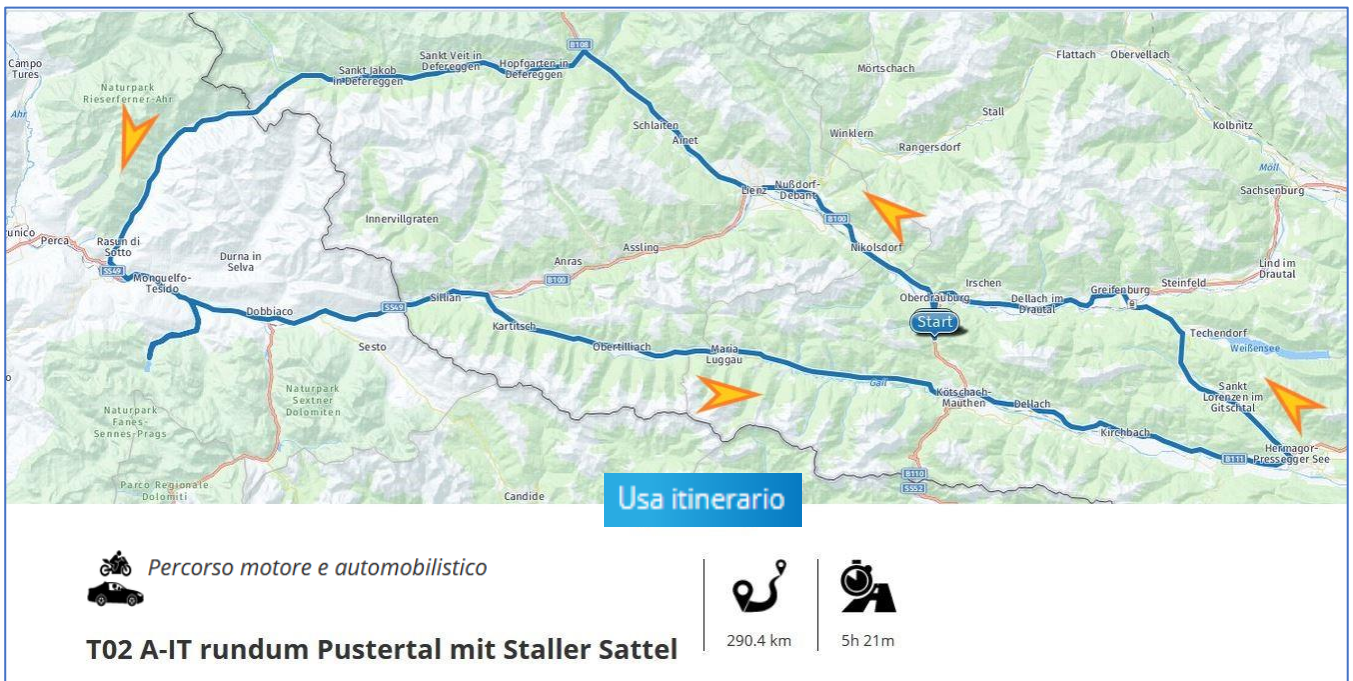 B108
Campo
Tures
Sankt Veit in
Defereggen
Hopfgarten in
Defereggen
Flattach
Obervellach
Sankt Jakob
in Defereggen
Mörtschach
Naturpark
Rieserferner-Ahr
Ahr
Stall
Schlaiten
Ainet
Winklern
Rangersdorf
Kolbnitz
Möll
Lienz
Nußdorf-
Debant
Sachsenburg
Innervillgraten
B100
unico
Perca
Rasun di
Sotto
Assling
Nikolsdorf
Durna in
Selva
Anras
Lind im
Drautal
SS49
Monguelfo-
Tesido
B100
Irschen
Steinfeld
Greifenburg
Sillian
Oberdrauburg
Dellach im
Drautal
SS49
Dobbiaco
Start
Kartitsch
Techendorf
Weißensee
Sesto
Obertilliach
Maria
Luggau
o
Gail
Naturpark
Sextner
Dolomiten
Kötschach-
Mauthen
Dellach
Sankt
Lorenzen im
Gitschtal
Naturpark
Fanes-
Sennes-Prags
Kirchbach
Hermagor-
Pressegger See
B111
B110
SS52
Parco Regionale
Dolomiti
Candide
Usa itinerario
Percorso motore e automobilistico
290.4 km
5h 21m
T02 A-IT rundum Pustertal mit Staller Sattel